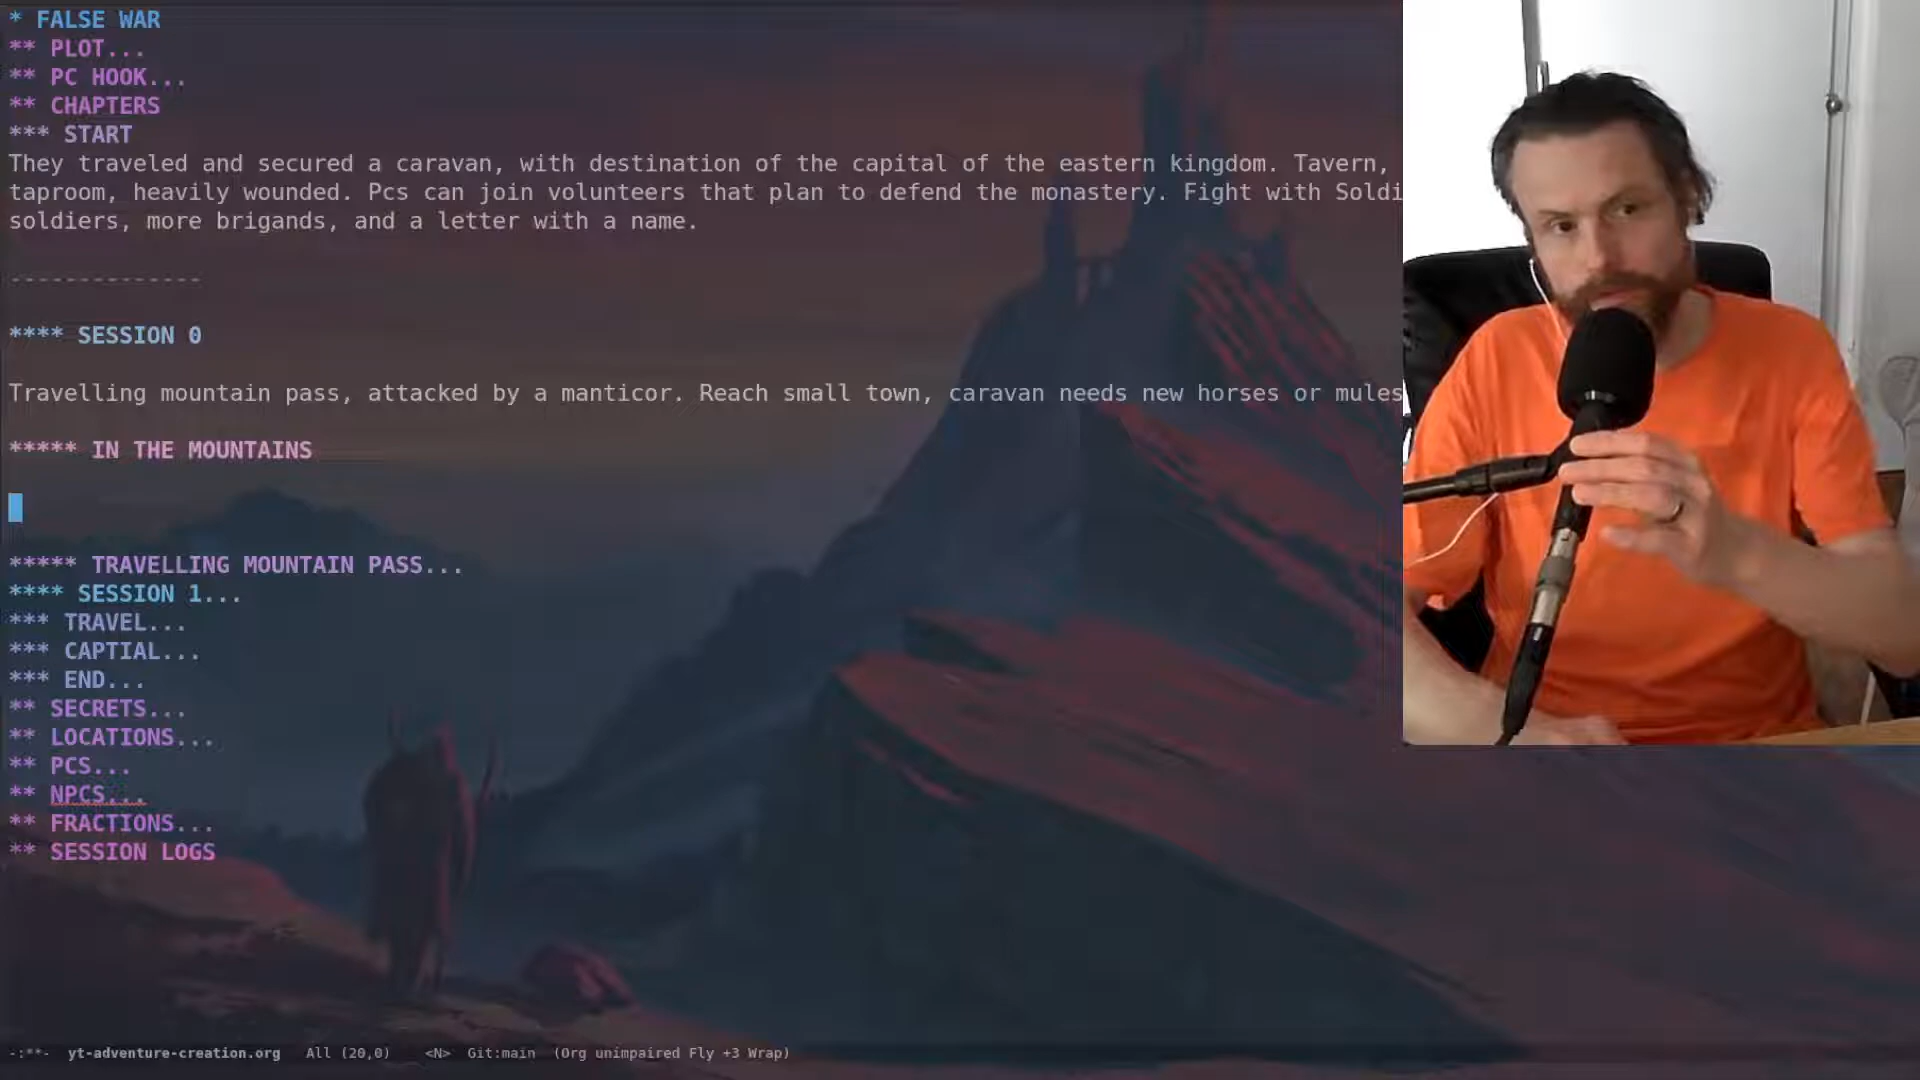 * FALSE WAR
** PLOT...
** PC HOOK...
** CHAPTERS
*** START
They traveled and secured a caravan, with destination of the capital of the eastern kingdom. Tavern,
taproom, heavily wounded. Pcs can join volunteers that plan to defend the monastery. Fight with Soldi
soldiers, more brigands, and a letter with a name.
--------------
**** SESSION 0
Travelling mountain pass, attacked by a manticor. Reach small town, caravan needs new horses or mules
***** IN THE MOUNTAINS
***** TRAVELLING MOUNTAIN PASS...
**** SESSION 1...
*** TRAVEL...
*** CAPTIAL...
*** END...
** SECRETS...
** LOCATIONS...
** PCS...
** NPCS...
** FRACTIONS...
** SESSION LOGS
-:**- yt-adventure-creation.org All (20,0) <N> Git:main (Org unimpaired Fly +3 Wrap)